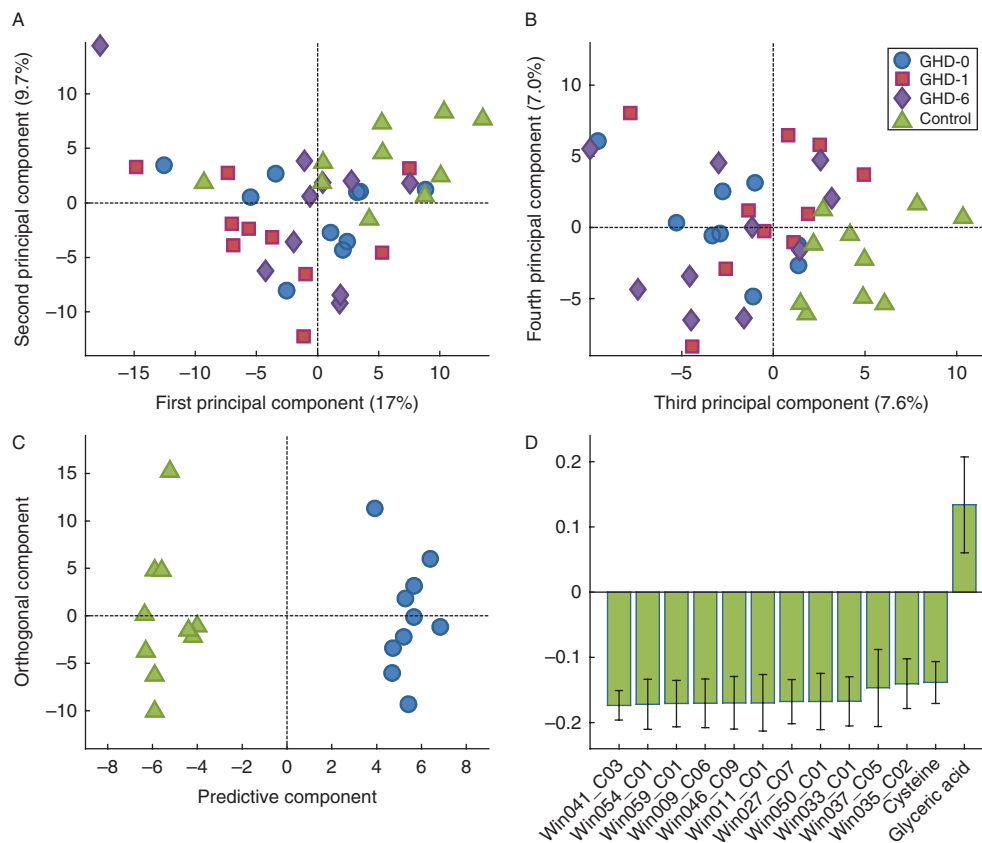 A
Second principal component (9.7%)
10
5
0
−5
−10
−15
−10
−5
0
5
10
First principal component (17%)
B
Fourth principal component (7.0%)
10
5
0
−5
−5
0
5
10
Third principal component (7.6%)
GHD-0
GHD-1
GHD-6
Control
C
Orthogonal component
15
10
5
0
−5
−10
−8
−6
−4
−2
0
2
4
6
8
Predictive component
D
0.2
0.1
0
−0.1
−0.2
Win041_C03
Win054_C01
Win059_C01
Win009_C06
Win046_C09
Win011_C01
Win027_C07
Win050_C01
Win033_C01
Win037_C05
Win035_C02
Cysteine
Glyceric acid